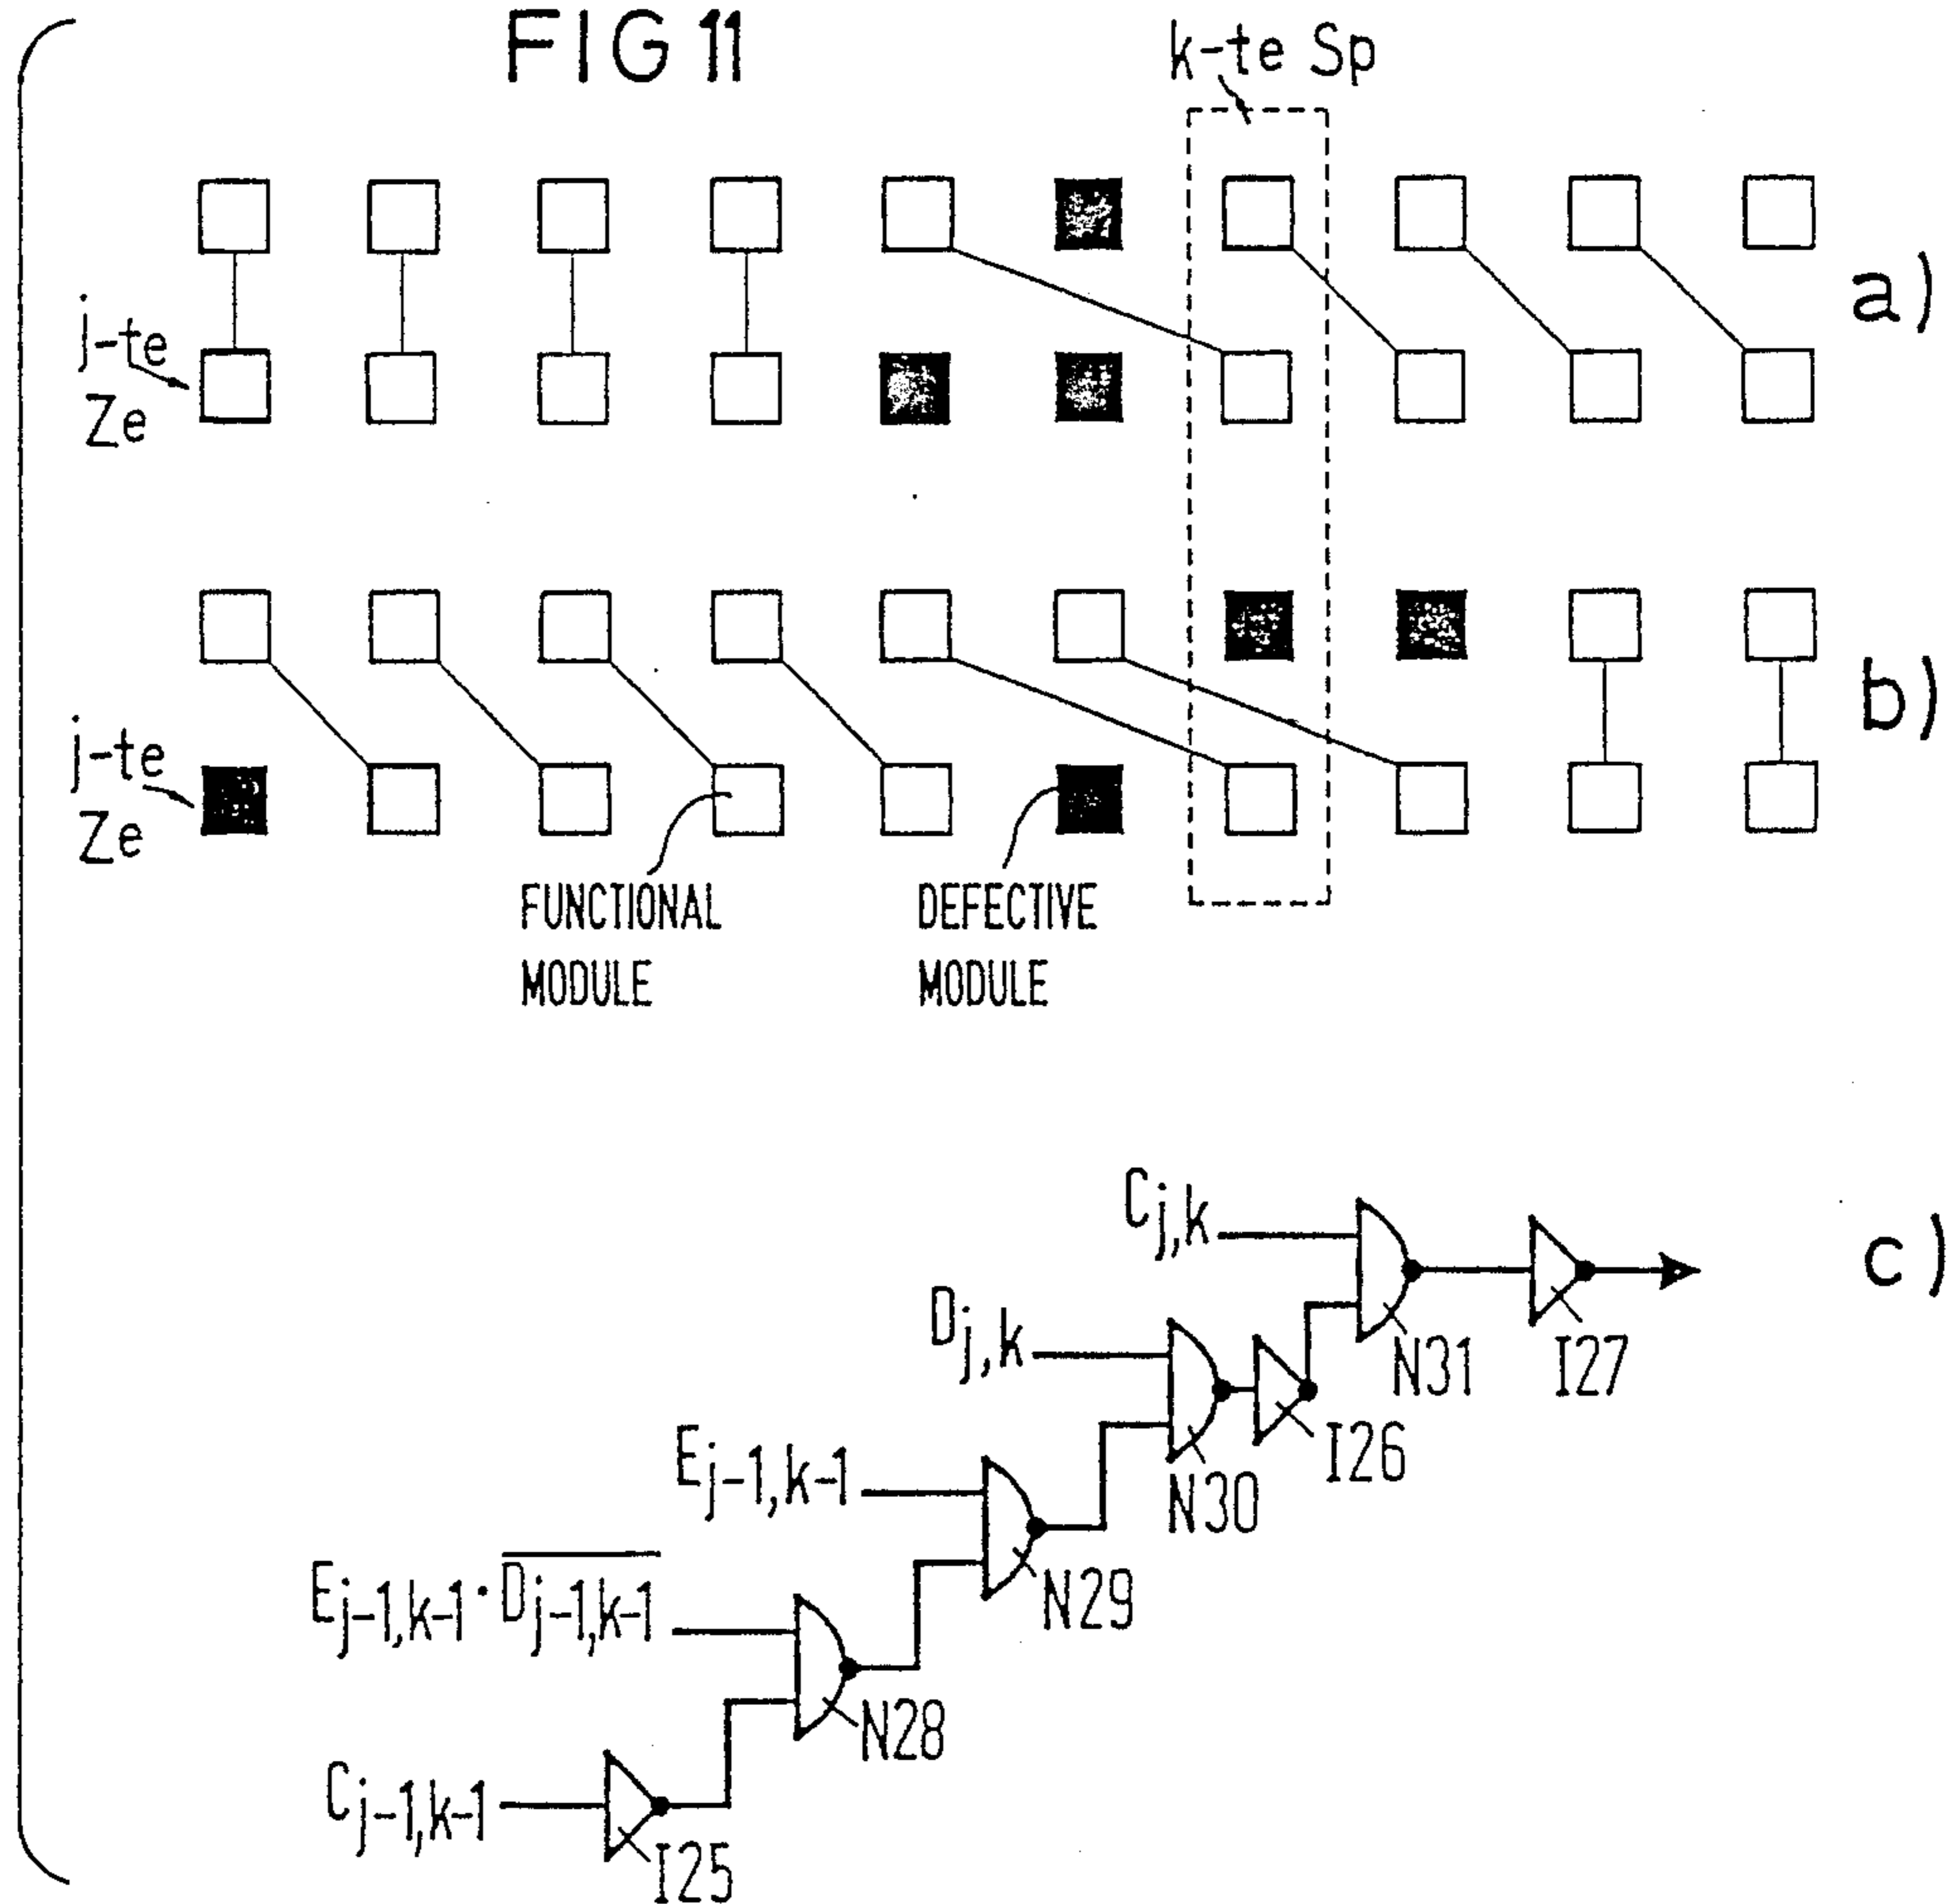 FIG 11
k-te Sp
a)
j-te
Ze
b)
j-te
Ze
FUNCTIONAL
MODULE
DEFECTIVE
MODULE
c)
Cj,k
N31
I27
Dj,k
I26
N30
Ej-1,k-1
N29
Ej-1,k-1·D̅j̅-̅1̅,̅k̅-̅1̅
N28
Cj-1,k-1
I25